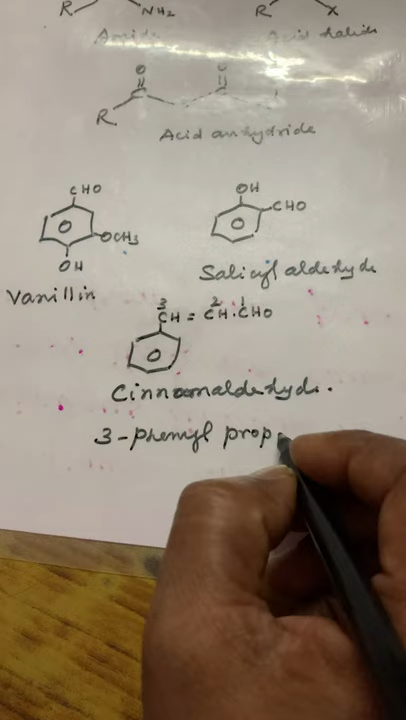 R NH2 R X
Amide Acid halide
O O
R
Acid anhydride
CHO OH
CHO
OCH3
OH
Salicyl aldehyde
Vanillin
3 2 1
CH = CH.CHO
Cinnamaldehyde.
3-phenyl prop